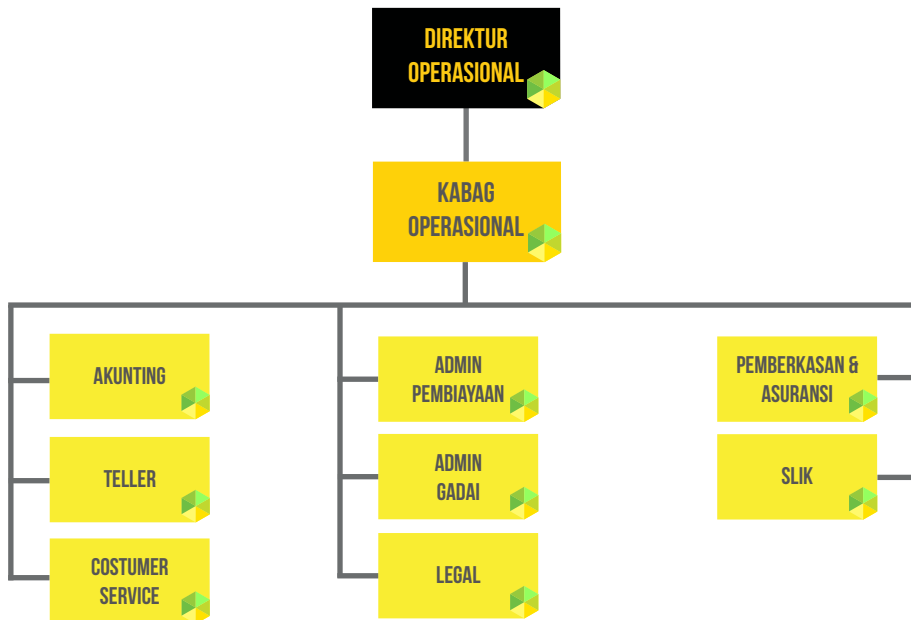 DIREKTUR
OPERASIONAL
KABAG
OPERASIONAL
AKUNTING
TELLER
COSTUMER
SERVICE
ADMIN
PEMBIAYAAN
ADMIN
GADAI
LEGAL
PEMBERKASAN &
ASURANSI
SLIK